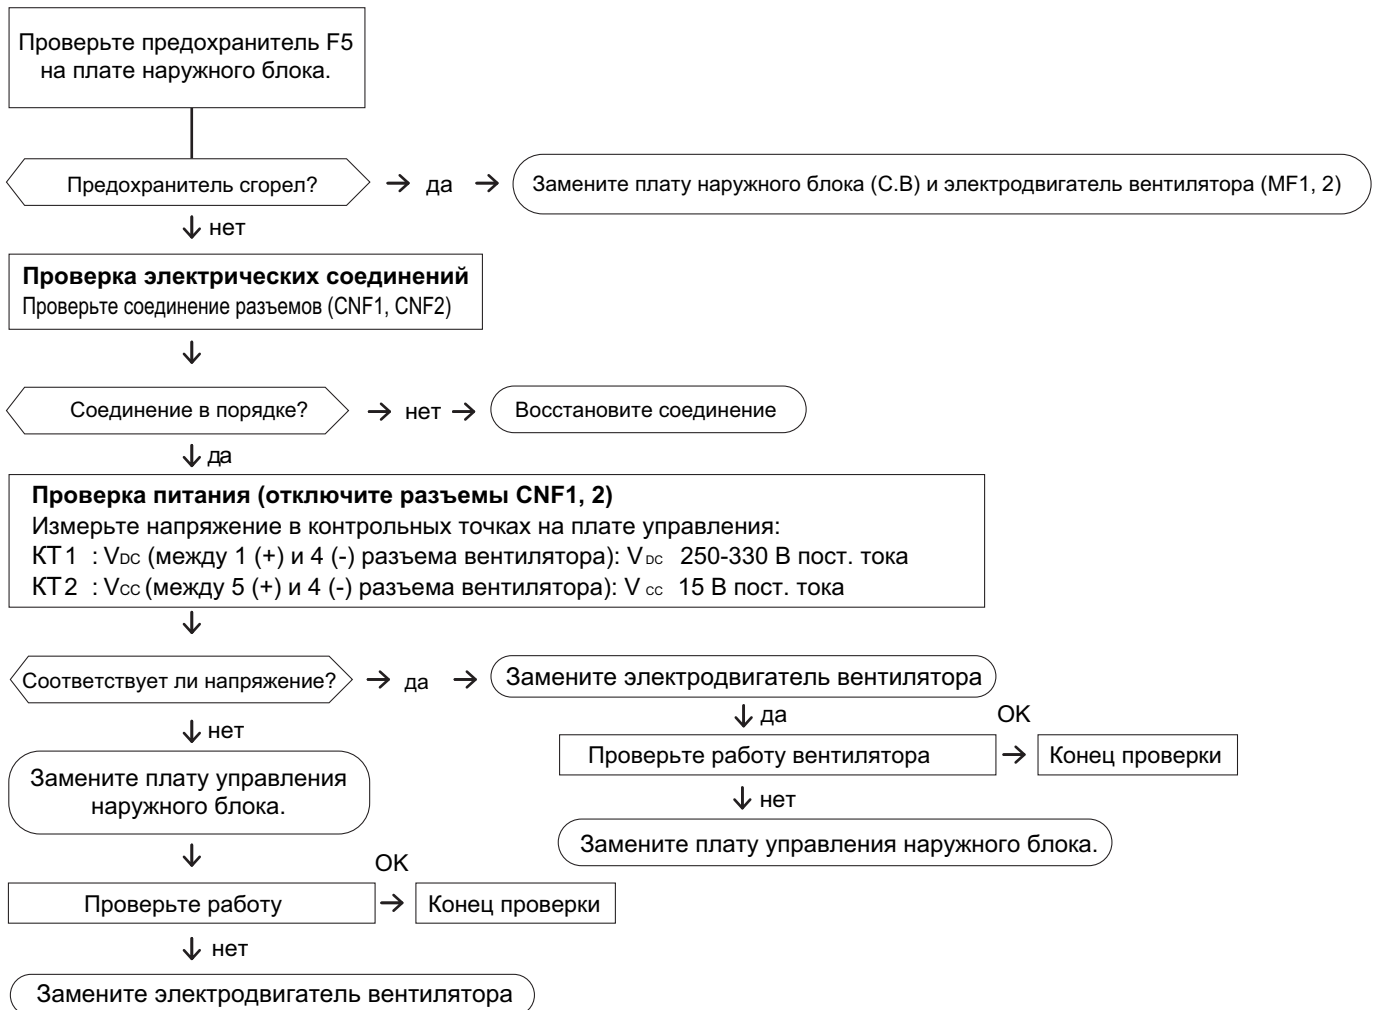 Проверьте предохранитель F5
на плате наружного блока.
Предохранитель сгорел?
да
Замените плату наружного блока (C.B) и электродвигатель вентилятора (MF1, 2)
нет
Проверка электрических соединений
Проверьте соединение разъемов (CNF1, CNF2)
Соединение в порядке?
нет
Восстановите соединение
да
Проверка питания (отключите разъемы CNF1, 2)
Измерьте напряжение в контрольных точках на плате управления:
КТ1 : VDC (между 1 (+) и 4 (-) разъема вентилятора): VDC 250-330 В пост. тока
КТ2 : VCC (между 5 (+) и 4 (-) разъема вентилятора): VCC 15 В пост. тока
Соответствует ли напряжение?
да
Замените электродвигатель вентилятора
да
OK
Проверьте работу вентилятора
Конец проверки
нет
Замените плату управления наружного блока.
нет
Замените плату управления
наружного блока.
OK
Проверьте работу
Конец проверки
нет
Замените электродвигатель вентилятора